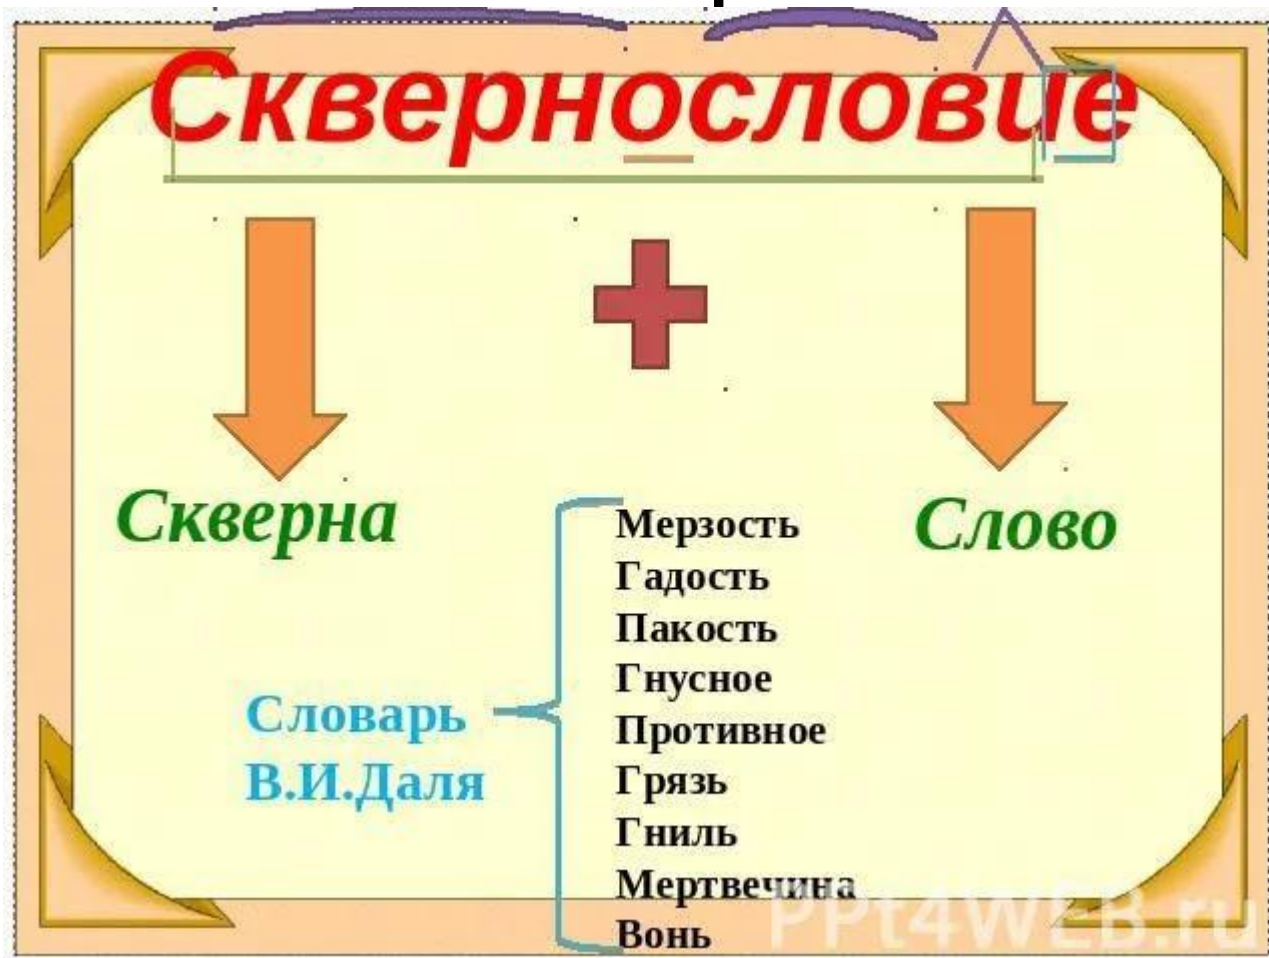 Сквернословие
Скверна
Слово
Словарь
В.И.Даля
Мерзость
Гадость
Пакость
Гнусное
Противное
Грязь
Гниль
Мертвечина
Вонь
PPt4WEB.ru